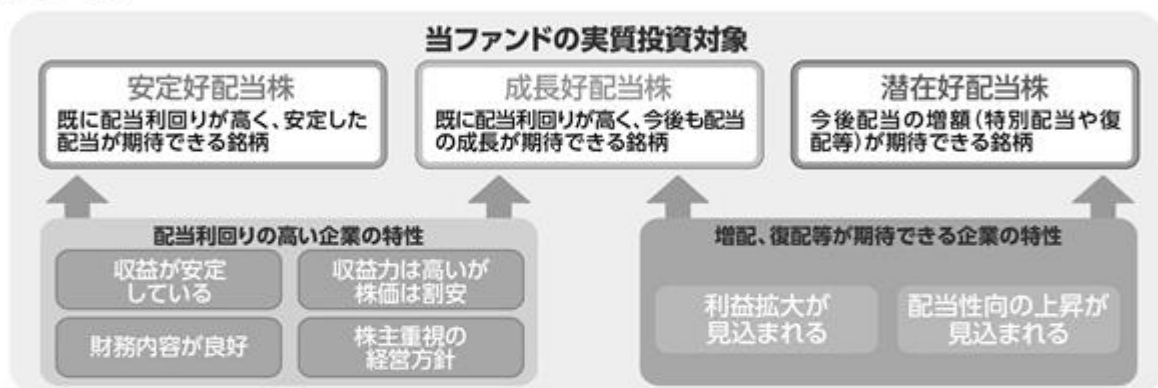 当ファンドの実質投資対象
安定好配当株
既に配当利回りが高く、安定した
配当が期待できる銘柄
成長好配当株
既に配当利回りが高く、今後も配当
の成長が期待できる銘柄
潜在好配当株
今後配当の増額(特別配当や復
配等)が期待できる銘柄
配当利回りの高い企業の特性
収益が安定
している
収益力は高いが
株価は割安
財務内容が良好
株主重視の
経営方針
増配、復配等が期待できる企業の特性
利益拡大が
見込まれる
配当性向の上昇が
見込まれる